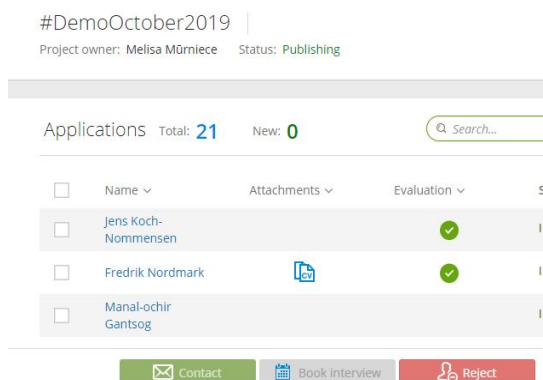 #DemoOctober2019
Project owner: Melisa Mūrniece Status: Publishing
Applications Total: 21 New: 0 Search...
Name Attachments Evaluation
Jens Koch-
Nommensen
Fredrik Nordmark CV
Manal-ochir
Gantsog
Contact Book interview Reject